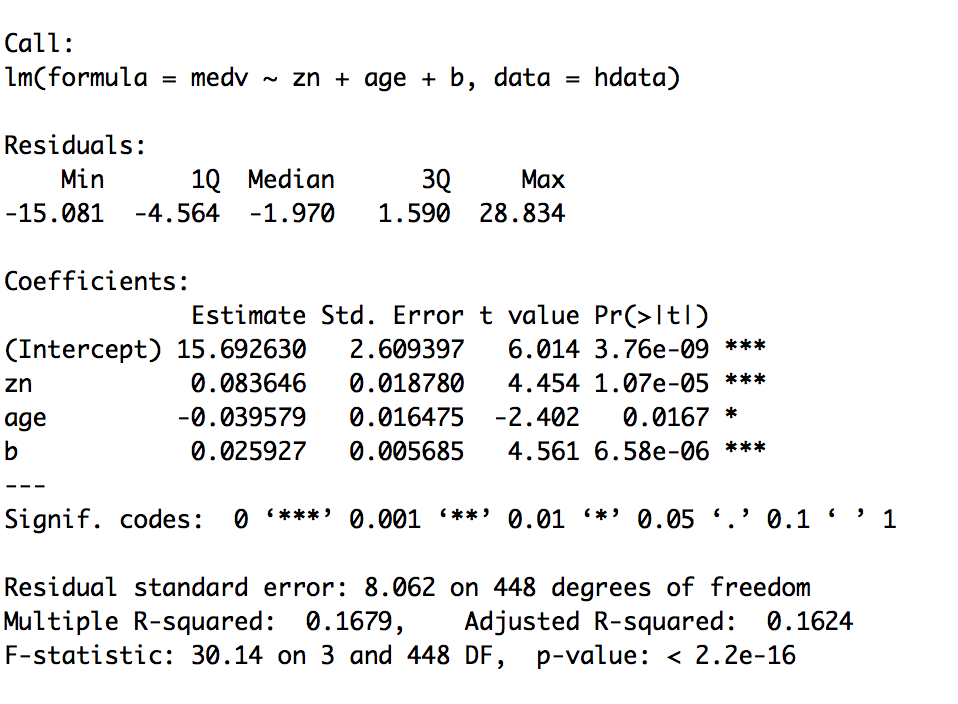 Call:
lm(formula = medv ~ zn + age + b, data = hdata)
Residuals:
    Min      1Q  Median      3Q     Max
-15.081  -4.564  -1.970   1.590  28.834
Coefficients:
             Estimate Std. Error t value Pr(>|t|)
(Intercept) 15.692630   2.609397   6.014 3.76e-09 ***
zn           0.083646   0.018780   4.454 1.07e-05 ***
age         -0.039579   0.016475  -2.402   0.0167 *
b            0.025927   0.005685   4.561 6.58e-06 ***
---
Signif. codes:  0 ‘***’ 0.001 ‘**’ 0.01 ‘*’ 0.05 ‘.’ 0.1 ‘ ’ 1
Residual standard error: 8.062 on 448 degrees of freedom
Multiple R-squared:  0.1679,    Adjusted R-squared:  0.1624
F-statistic: 30.14 on 3 and 448 DF,  p-value: < 2.2e-16